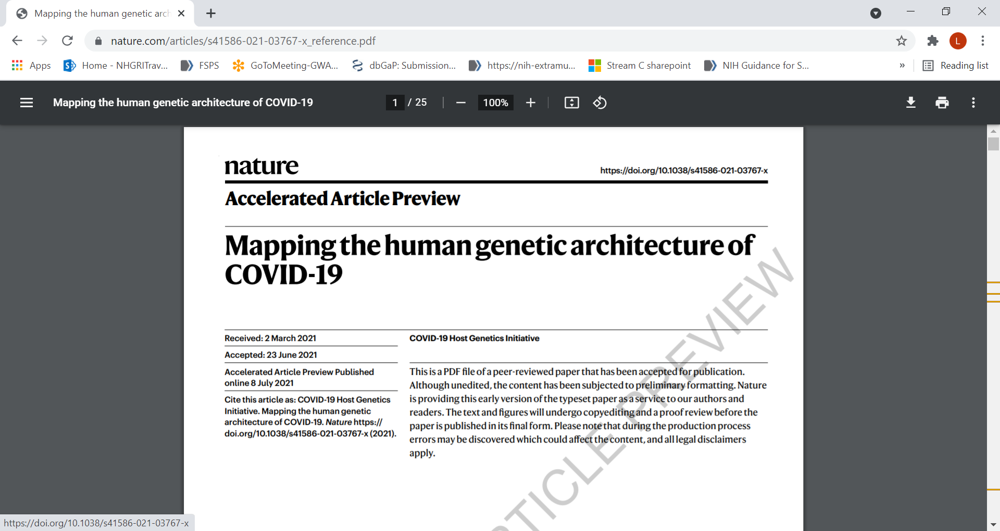 Mapping the human genetic arch
nature.com/articles/s41586-021-03767-x_reference.pdf
L
Apps
Home - NHGRITrav...
FSPS
GoToMeeting-GWA...
dbGaP: Submission...
https://nih-extramu...
Stream C sharepoint
NIH Guidance for S...
»
Reading list
Mapping the human genetic architecture of COVID-19
1 / 25
100%
nature
https://doi.org/10.1038/s41586-021-03767-x
Accelerated Article Preview
Mapping the human genetic architecture of
COVID-19
Received: 2 March 2021
Accepted: 23 June 2021
Accelerated Article Preview Published
online 8 July 2021
Cite this article as: COVID-19 Host Genetics
Initiative. Mapping the human genetic
architecture of COVID-19. Nature https://
doi.org/10.1038/s41586-021-03767-x (2021).
COVID-19 Host Genetics Initiative
This is a PDF file of a peer-reviewed paper that has been accepted for publication.
Although unedited, the content has been subjected to preliminary formatting. Nature
is providing this early version of the typeset paper as a service to our authors and
readers. The text and figures will undergo copyediting and a proof review before the
paper is published in its final form. Please note that during the production process
errors may be discovered which could affect the content, and all legal disclaimers
apply.
RTICLE PREVIEW
https://doi.org/10.1038/s41586-021-03767-x